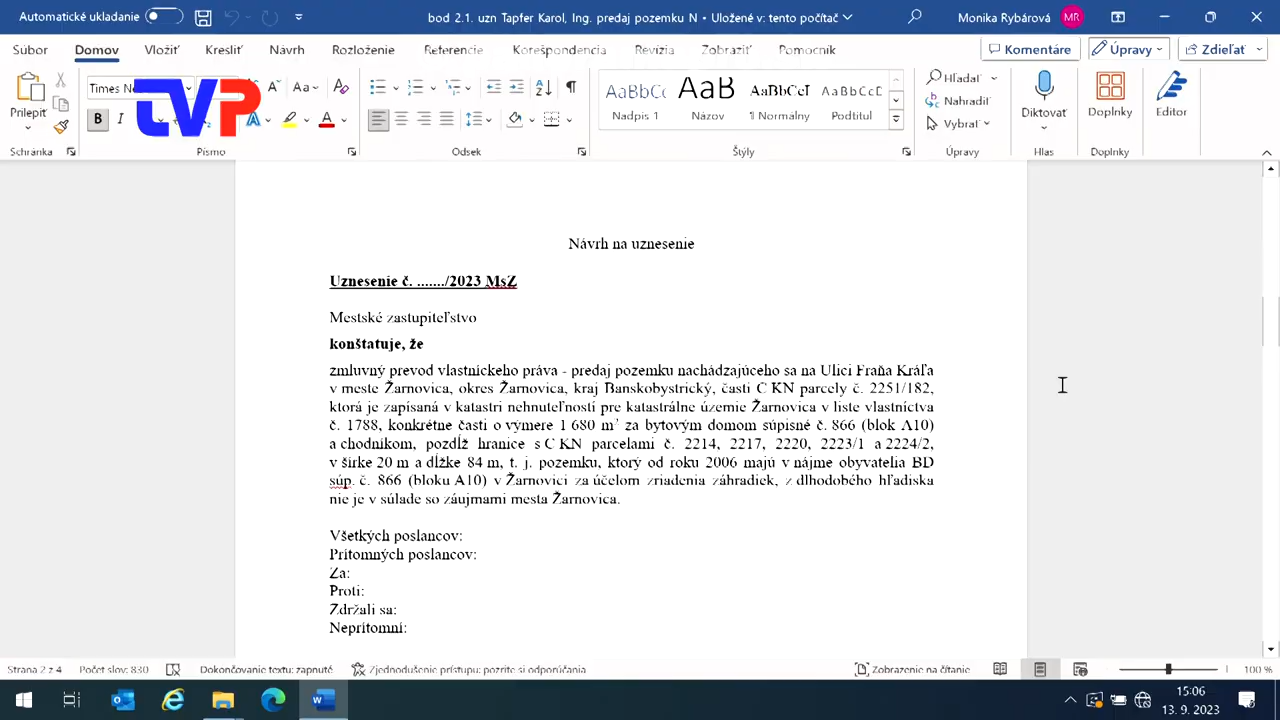 Automatické ukladanie
bod 2.1. uzn Tapfer Karol, Ing. predaj pozemku N • Uložené v: tento počítač
Monika Rybárová MR
Súbor Domov Vložiť Kresliť Návrh Rozloženie Referencie Korešpondencia Revízia Zobraziť Pomocník
Komentáre Úpravy Zdieľať
TVP
Times N
Prilepiť
B I
Aa
A A
AaBbCc AaB AaBbCcI AaBbCcD
Nadpis 1 Názov ¶ Normálny Podtitul
Hľadať
Nahradiť
Vybrať
Diktovať Doplnky Editor
Schránka Písmo Odsek Štýly Úpravy Hlas Doplnky
Návrh na uznesenie
Uznesenie č. ......./2023 MsZ
Mestské zastupiteľstvo
konštatuje, že
zmluvný prevod vlastníckeho práva - predaj pozemku nachádzajúceho sa na Ulici Fraňa Kráľa
v meste Žarnovica, okres Žarnovica, kraj Banskobystrický, časti C KN parcely č. 2251/182,
ktorá je zapísaná v katastri nehnuteľností pre katastrálne územie Žarnovica v liste vlastníctva
č. 1788, konkrétne časti o výmere 1 680 m² za bytovým domom súpisné č. 866 (blok A10)
a chodníkom, pozdĺž hranice s C KN parcelami č. 2214, 2217, 2220, 2223/1 a 2224/2,
v šírke 20 m a dĺžke 84 m, t. j. pozemku, ktorý od roku 2006 majú v nájme obyvatelia BD
súp. č. 866 (bloku A10) v Žarnovici za účelom zriadenia záhradiek, z dlhodobého hľadiska
nie je v súlade so záujmami mesta Žarnovica.
Všetkých poslancov:
Prítomných poslancov:
Za:
Proti:
Zdržali sa:
Neprítomní:
Strana 2 z 4 Počet slov: 830 Dokončovanie textu: zapnuté Zjednodušenie prístupu: pozrite si odporúčania Zobrazenie na čítanie 100 %
15:06
13. 9. 2023